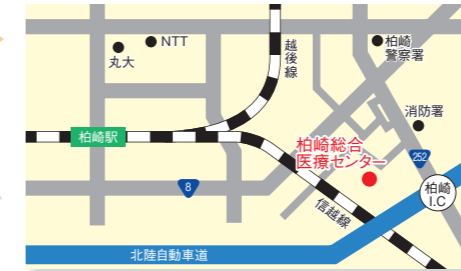 NTT
丸大
越後線
柏崎
警察署
消防署
柏崎駅
柏崎総合
医療センター
252
8
柏崎
I.C
信越線
北陸自動車道